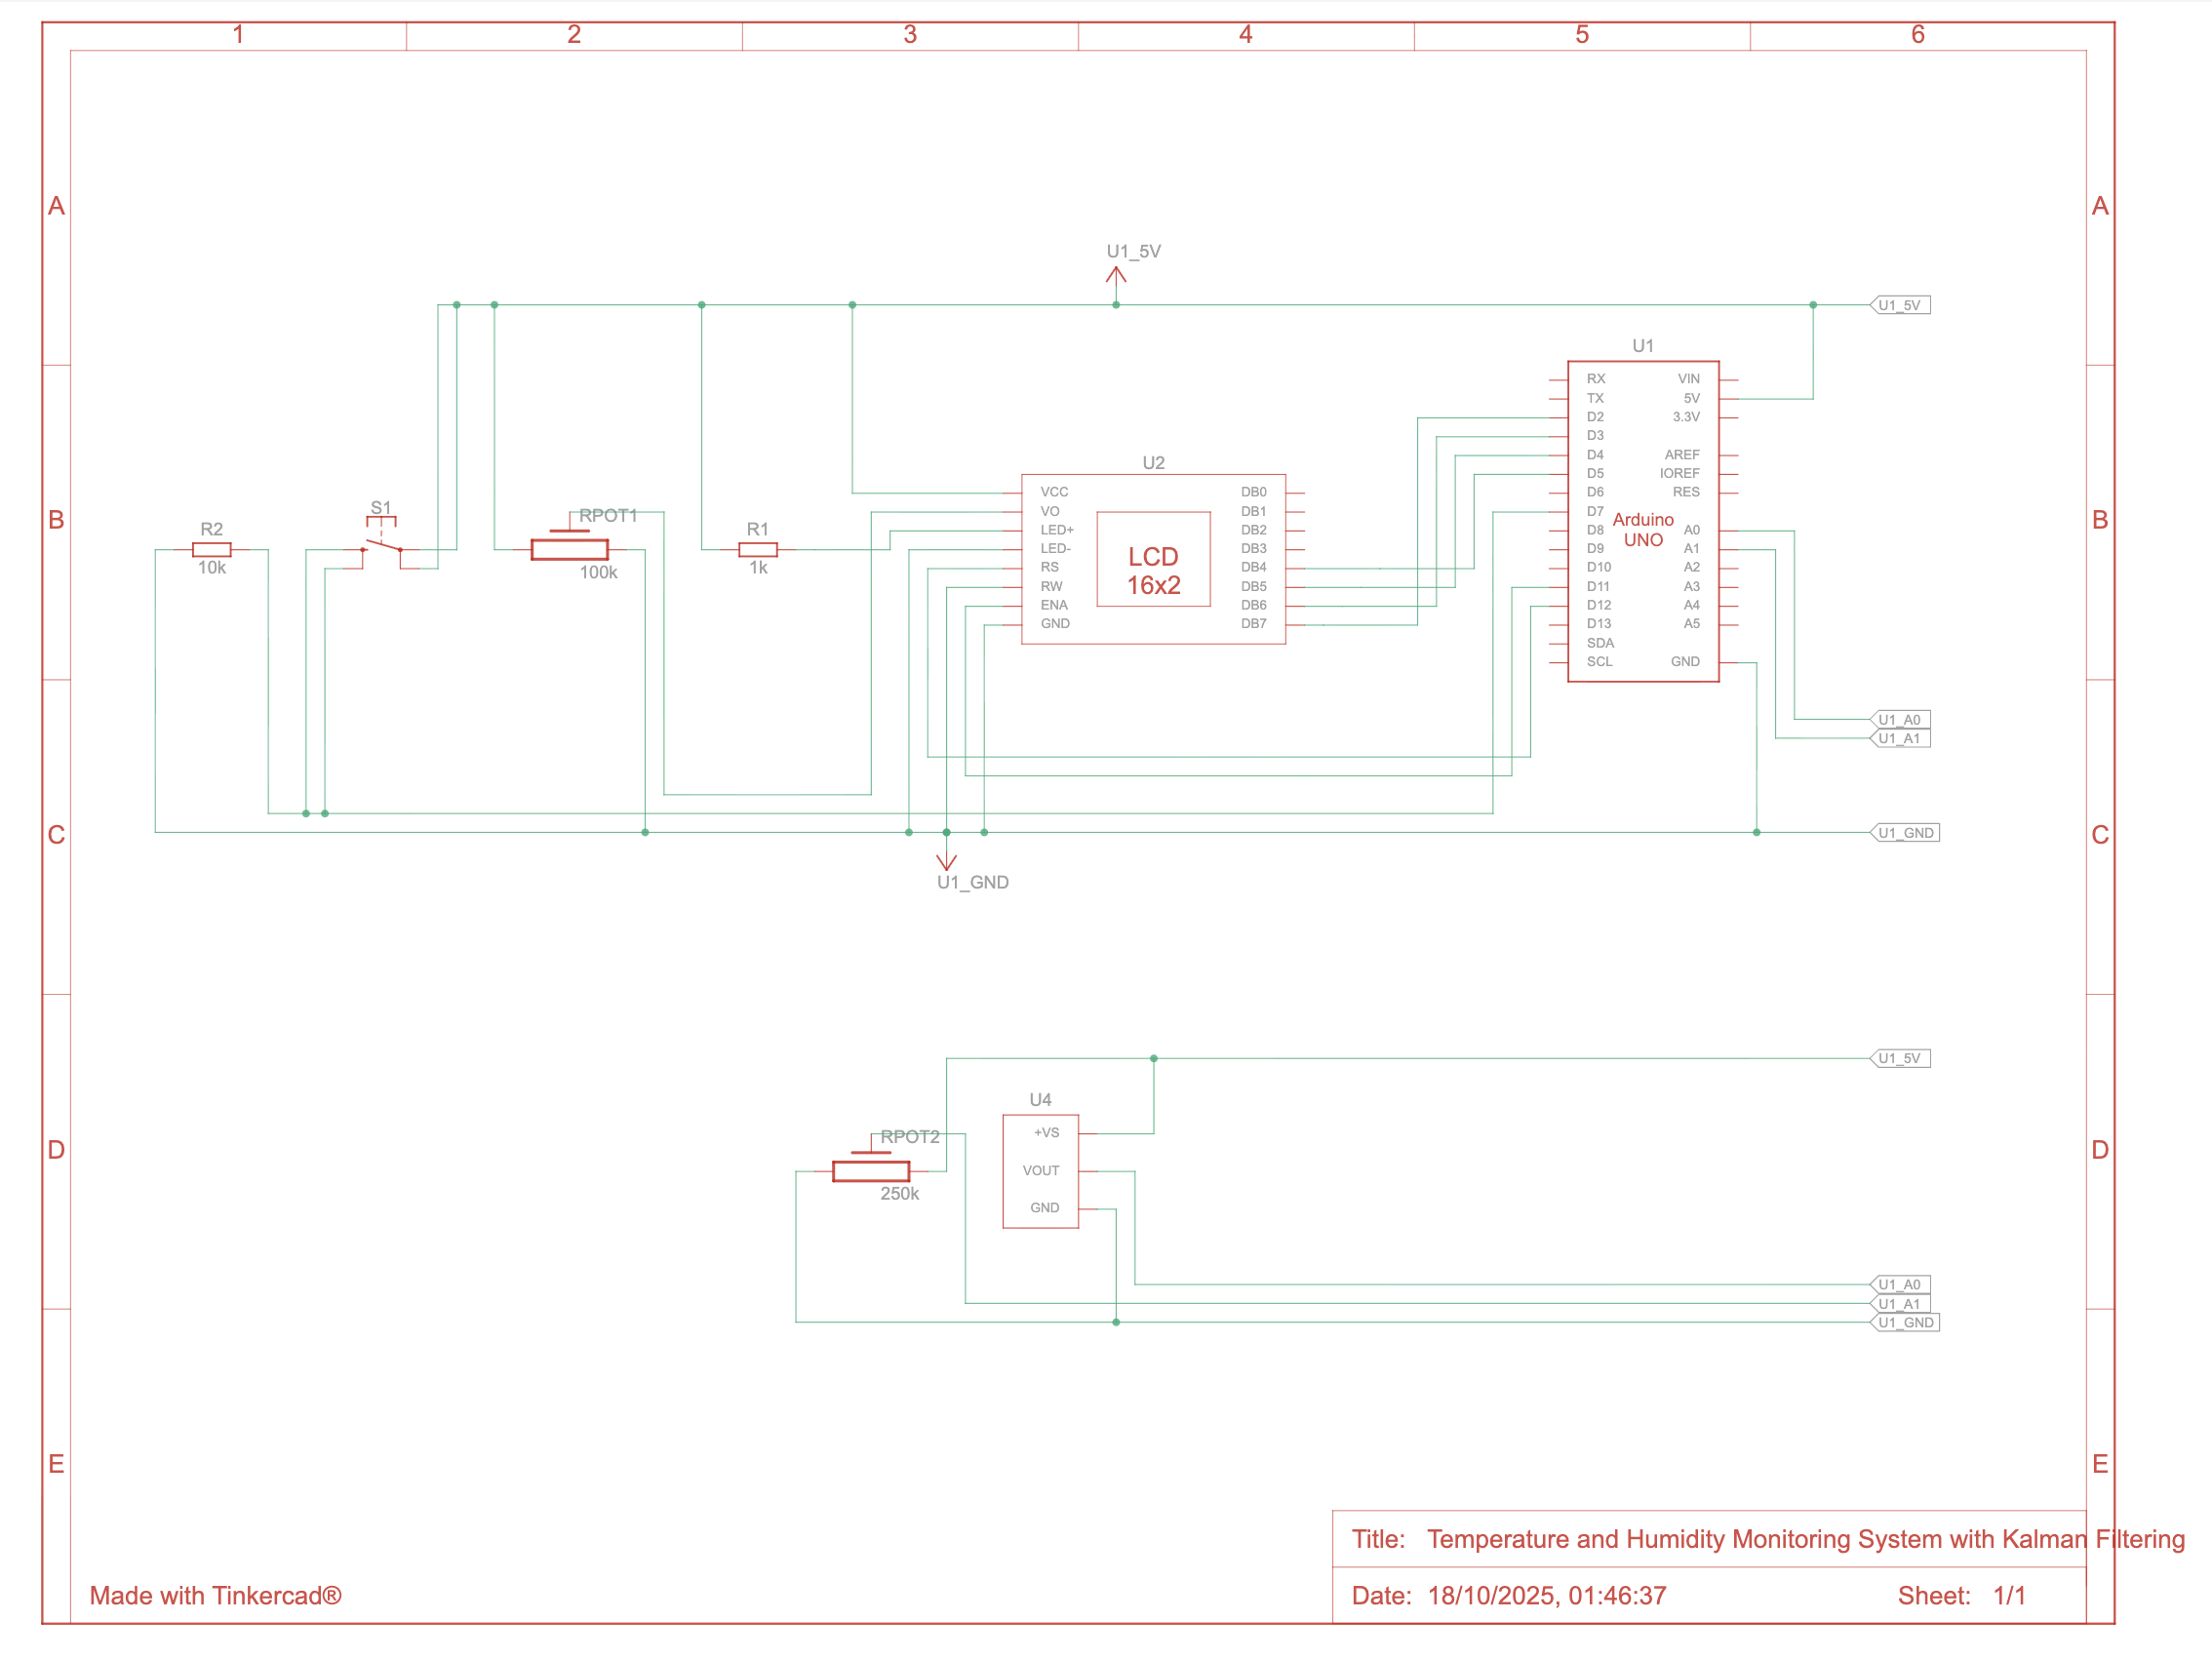 1 2 3 4 5 6
A A
U1_5V
U1_5V
U1
RX VIN
TX 5V
D2 3.3V
D3
D4 AREF
D5 IOREF
D6 RES
D7
D8 A0
D9 A1
D10 A2
D11 A3
D12 A4
D13 A5
SDA
SCL GND
Arduino
UNO
U2
VCC DB0
VO DB1
LED+ DB2
LED- DB3
RS DB4
RW DB5
ENA DB6
GND DB7
LCD
16x2
B B
R2
10k
S1
RPOT1
100k
R1
1k
U1_A0
U1_A1
C C
U1_GND
U1_GND
U1_5V
U4
+VS
VOUT
GND
D D
RPOT2
250k
U1_A0
U1_A1
U1_GND
E E
Title: Temperature and Humidity Monitoring System with Kalman Filtering
Made with Tinkercad®
Date: 18/10/2025, 01:46:37 Sheet: 1/1